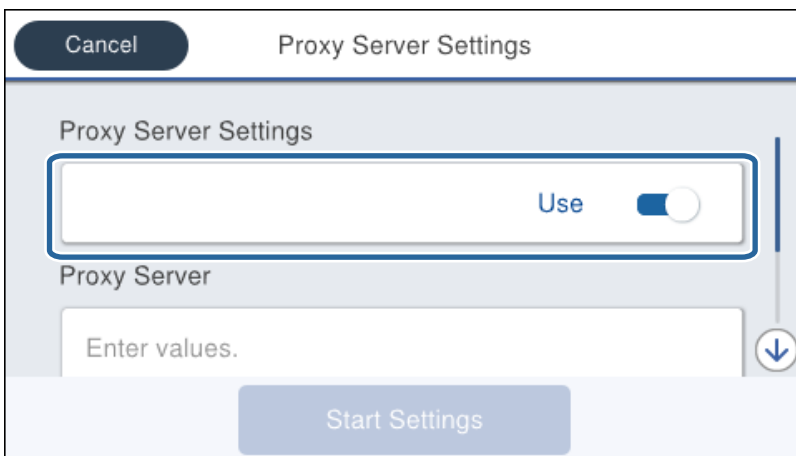 Cancel
Proxy Server Settings
Proxy Server Settings
Use
Proxy Server
Enter values.
Start Settings